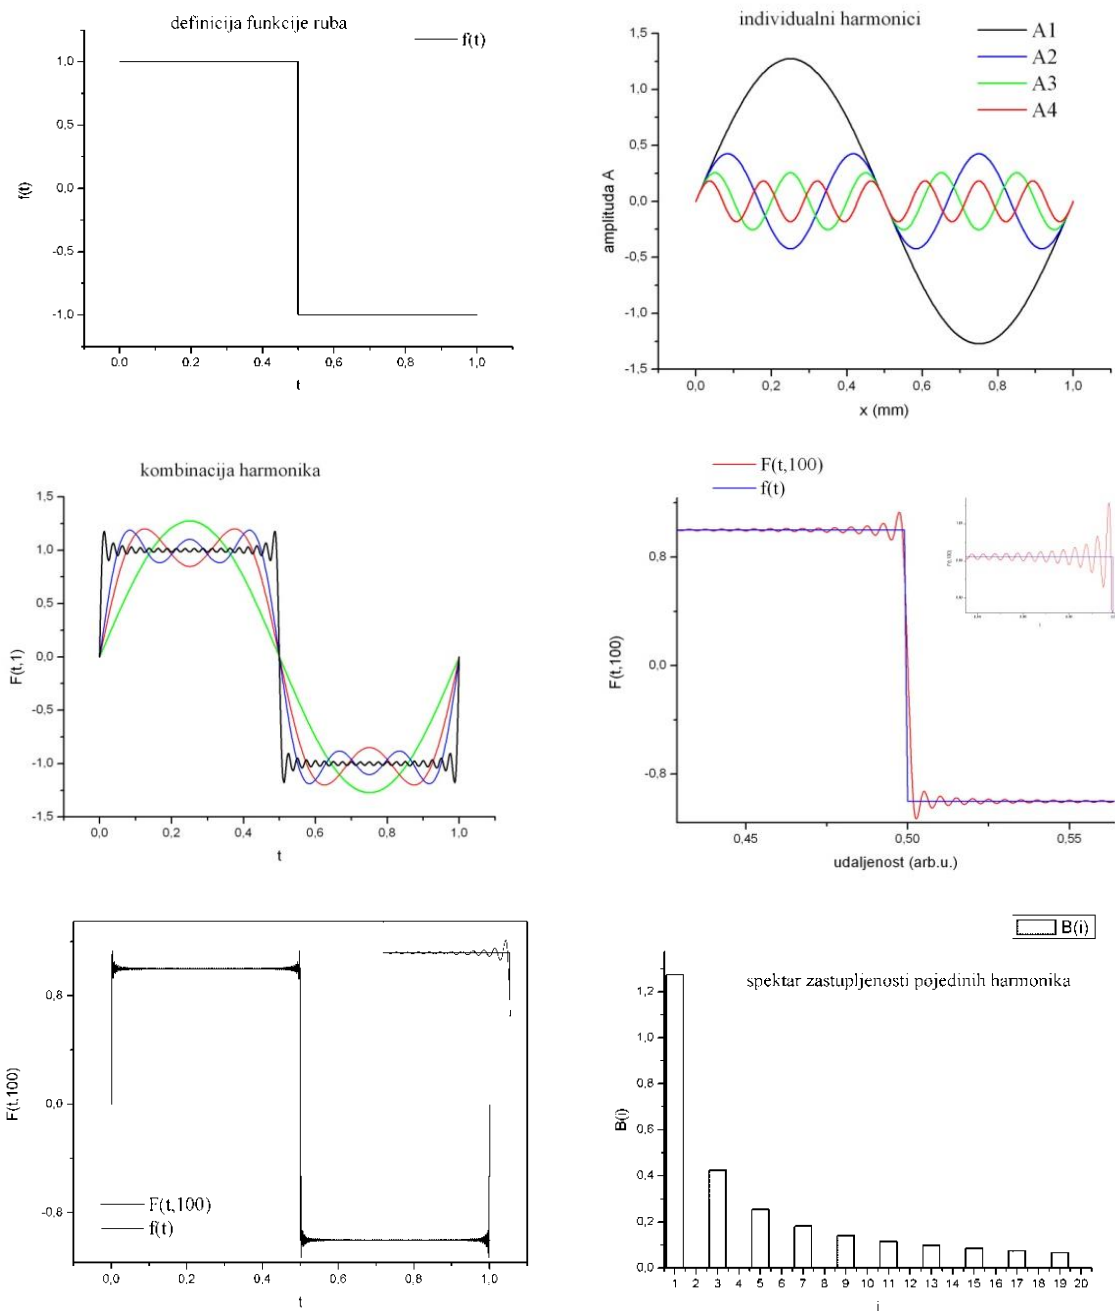 definicija funkcije ruba
f(t)
1,0
0,5
0,0
-0,5
-1,0
f(t)
0,0 0,2 0,4 0,6 0,8 1,0
t
individualni harmonici
A1
A2
A3
A4
1,5
1,0
0,5
0,0
-0,5
-1,0
-1,5
amplituda A
0,0 0,2 0,4 0,6 0,8 1,0
x (mm)
kombinacija harmonika
1,5
1,0
0,5
0,0
-0,5
-1,0
-1,5
F(t,1)
0,0 0,2 0,4 0,6 0,8 1,0
t
F(t,100)
f(t)
0,8
0,0
-0,8
F(t,100)
0,45 0,50 0,55
udaljenost (arb.u.)
0,8
0,0
-0,8
F(t,100)
F(t,100)
f(t)
0,0 0,2 0,4 0,6 0,8 1,0
t
B(i)
spektar zastupljenosti pojedinih harmonika
1,2
1,0
0,8
0,6
0,4
0,2
0,0
B(i)
1 2 3 4 5 6 7 8 9 10 11 12 13 14 15 16 17 18 19 20
i